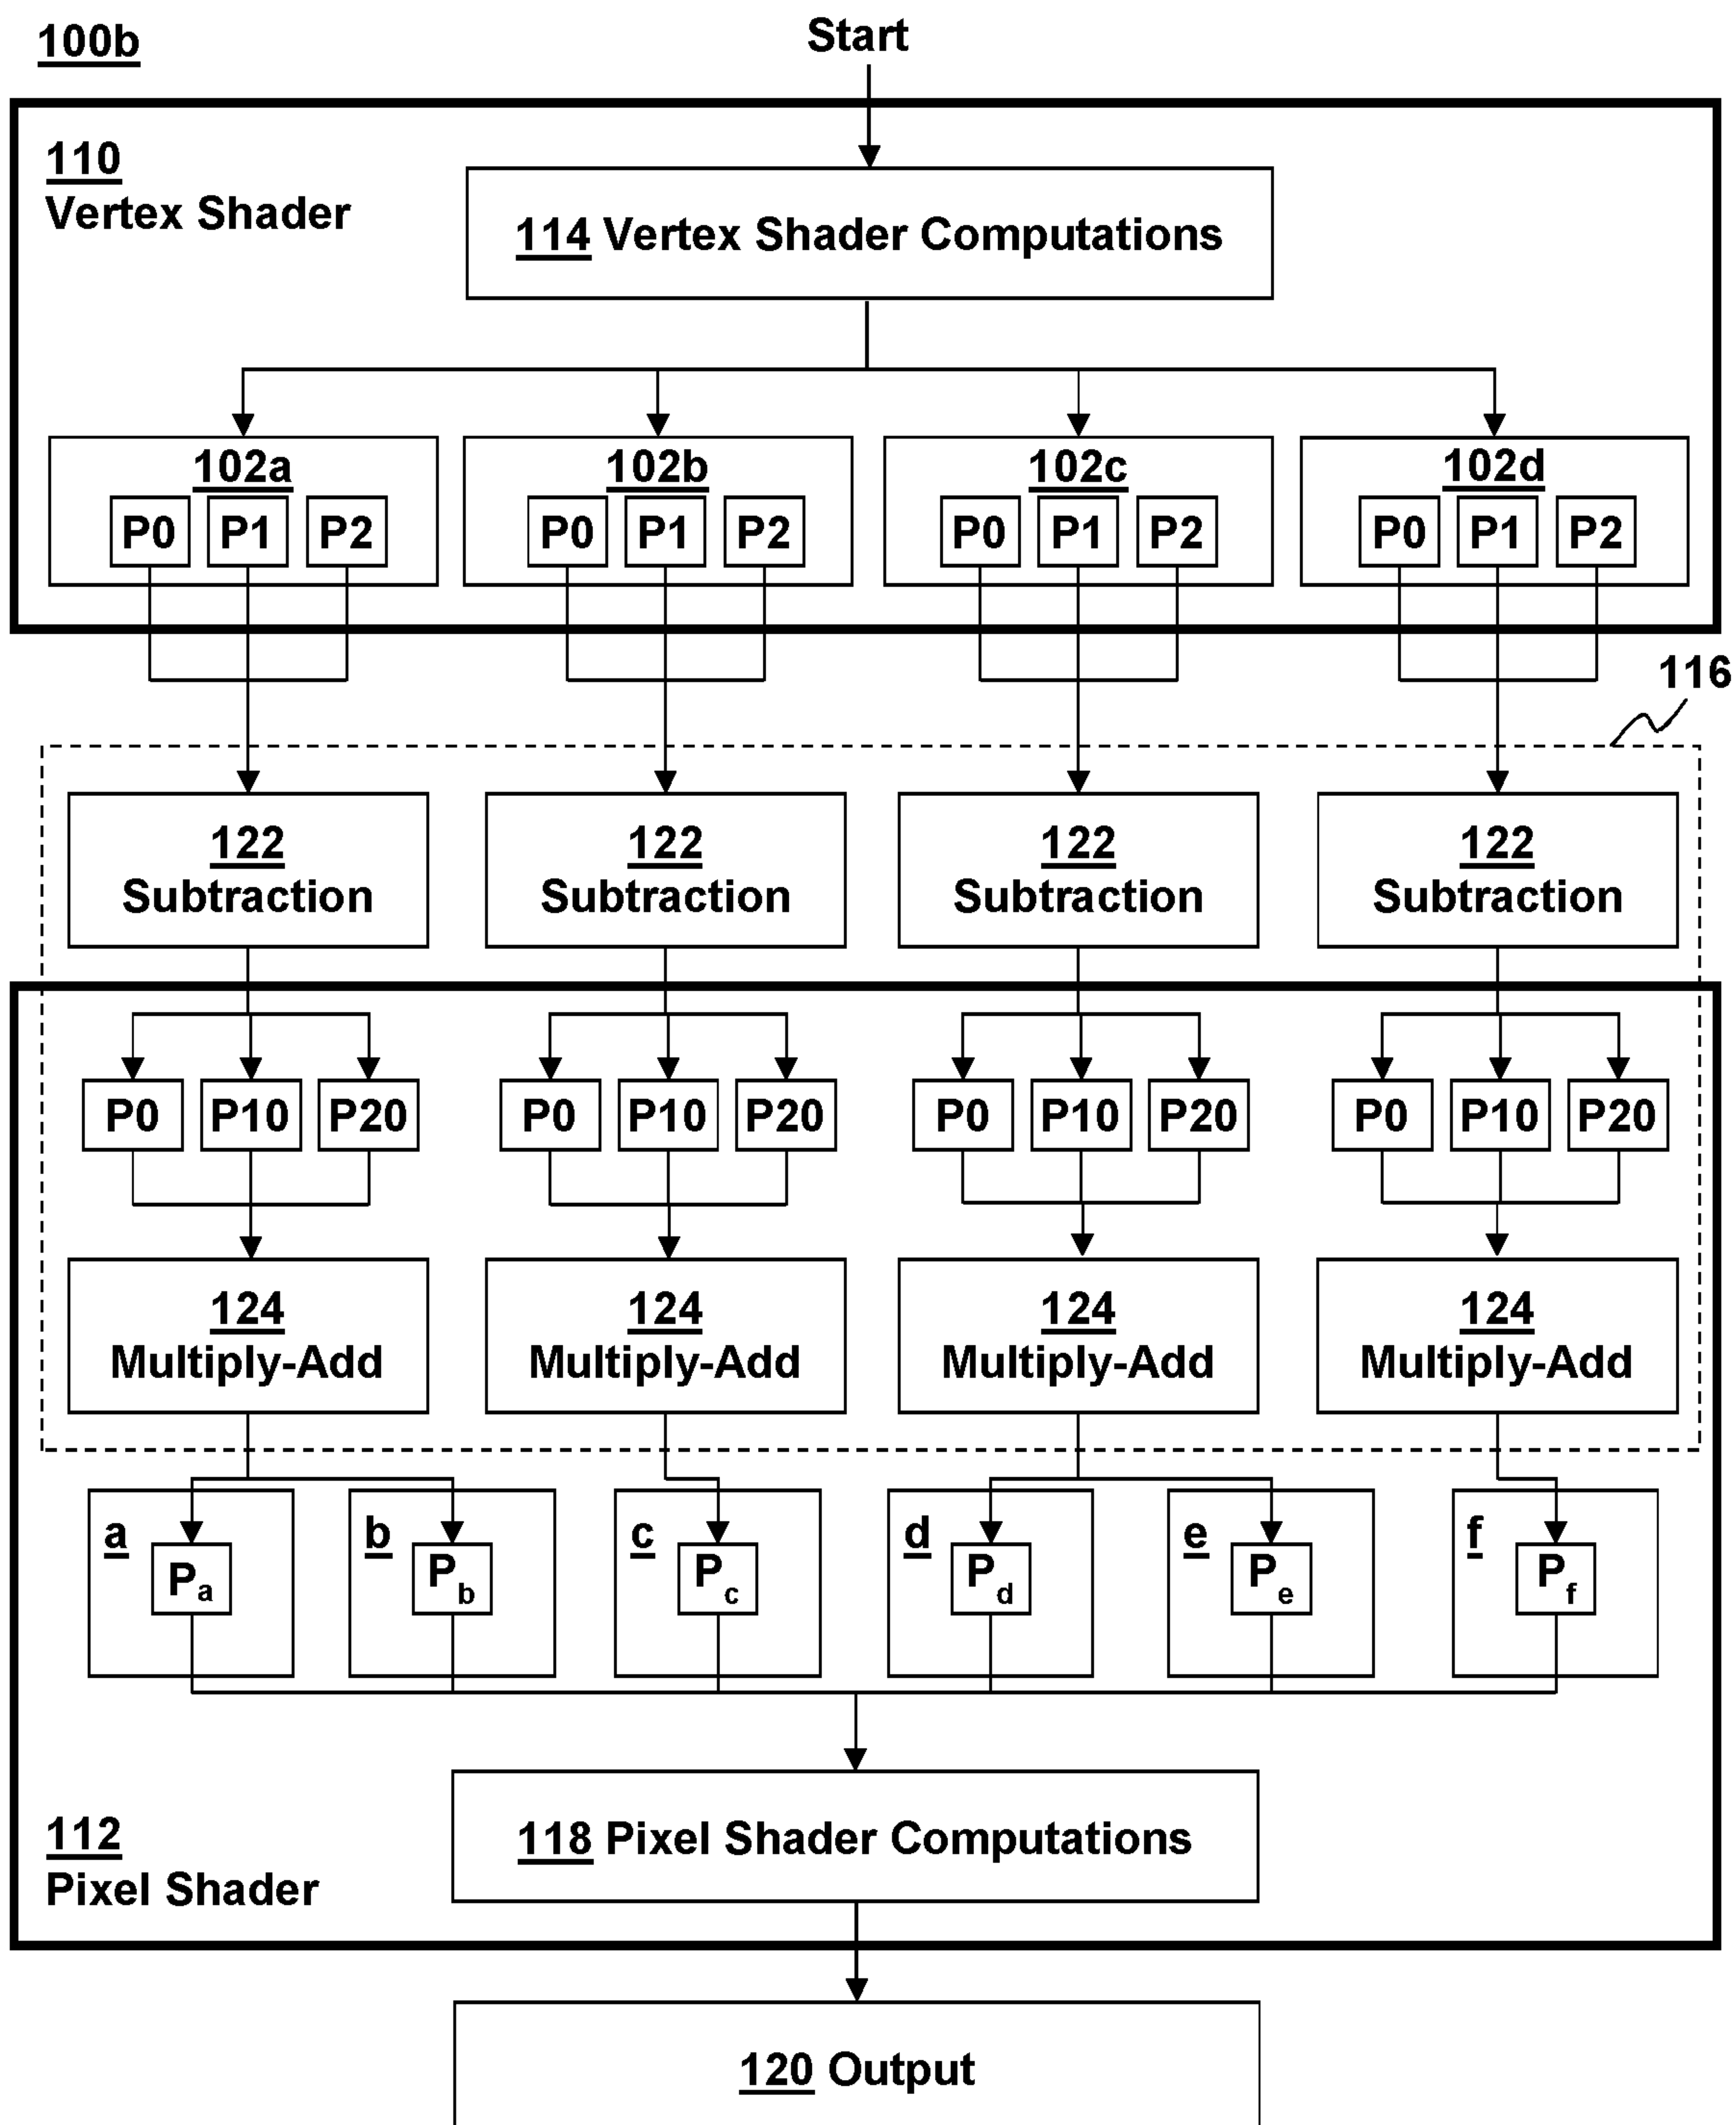 100b
Start
110
Vertex Shader
114 Vertex Shader Computations
102a 102b 102c 102d
P0 P1 P2 P0 P1 P2 P0 P1 P2 P0 P1 P2
116
122 122 122 122
Subtraction Subtraction Subtraction Subtraction
P0 P10 P20 P0 P10 P20 P0 P10 P20 P0 P10 P20
124 124 124 124
Multiply-Add Multiply-Add Multiply-Add Multiply-Add
a b c d e f
Pa Pb Pc Pd Pe Pf
118 Pixel Shader Computations
112
Pixel Shader
120 Output